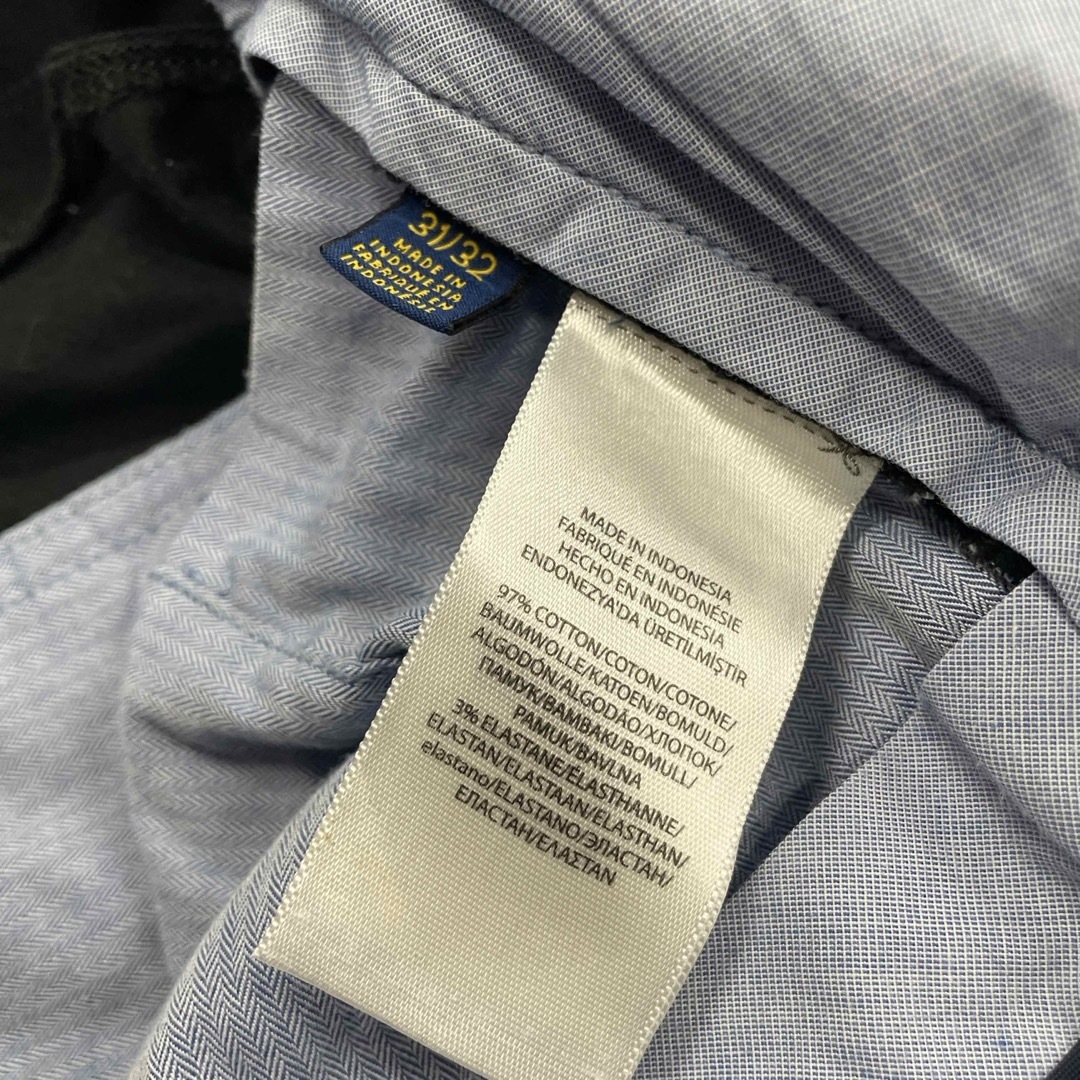 31/32
MADE IN
INDONESIA
FABRIQUÉ EN
INDONÉSIE
MADE IN INDONESIA
FABRIQUÉ EN INDONÉSIE
HECHO EN INDONESIA
ENDONEZYA'DA ÜRETILMIŞTIR
97% COTTON/COTON/COTONE/
BAUMWOLLE/KATOEN/BOMULD/
ALGODÓN/ALGODÃO/ХЛОПОК/
ПАМУК/ΒΑΜΒΑΚΙ/BOMULL/
PAMUK/BAVLNA
3% ELASTANE/ÉLASTHANNE/
ELASTAN/ELASTAAN/ELASTHAN/
elastano/ELASTANO/ЭЛАСТАН/
ЕЛАСТАН/ΕΛΑΣΤΑΝ